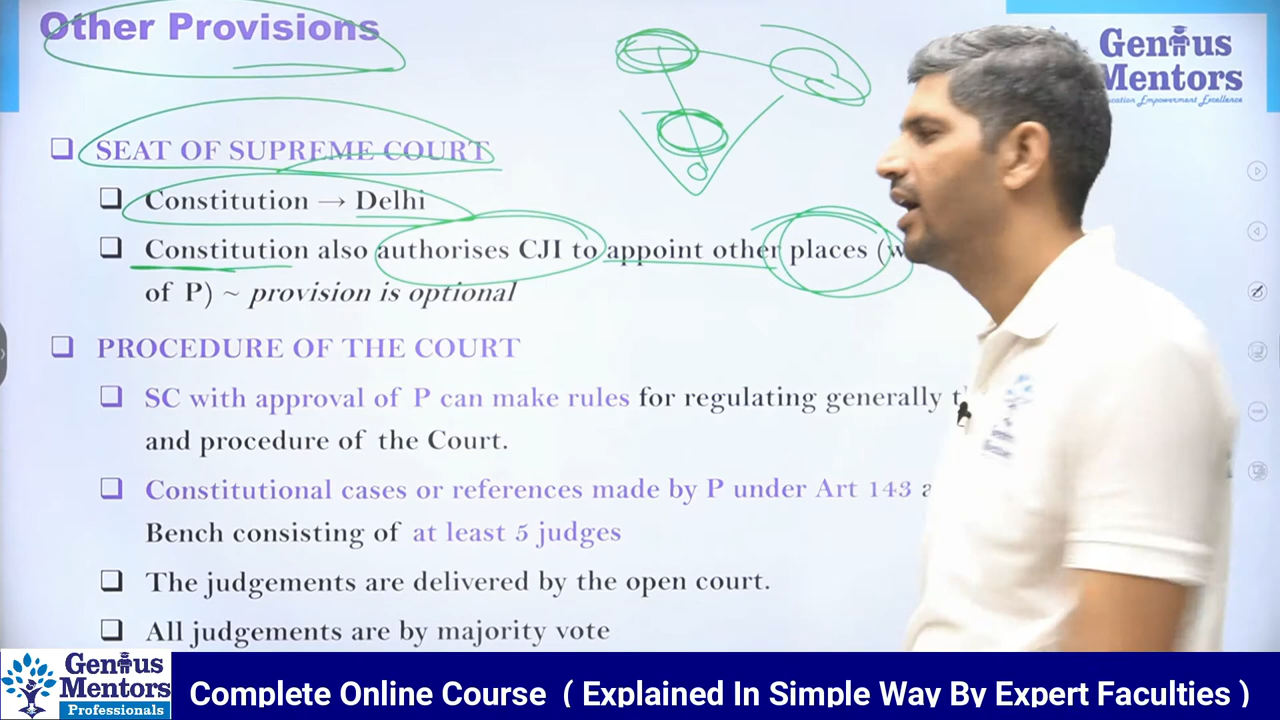 Other Provisions
Genius
Mentors
Education Empowerment Excellence
❑ SEAT OF SUPREME COURT
❑ Constitution → Delhi
❑ Constitution also authorises CJI to appoint other places (w
of P) ~ provision is optional
❑ PROCEDURE OF THE COURT
❑ SC with approval of P can make rules for regulating generally t
and procedure of the Court.
❑ Constitutional cases or references made by P under Art 143 a
Bench consisting of at least 5 judges
❑ The judgements are delivered by the open court.
❑ All judgements are by majority vote
Genius
Mentors
Professionals
Complete Online Course ( Explained In Simple Way By Expert Faculties )